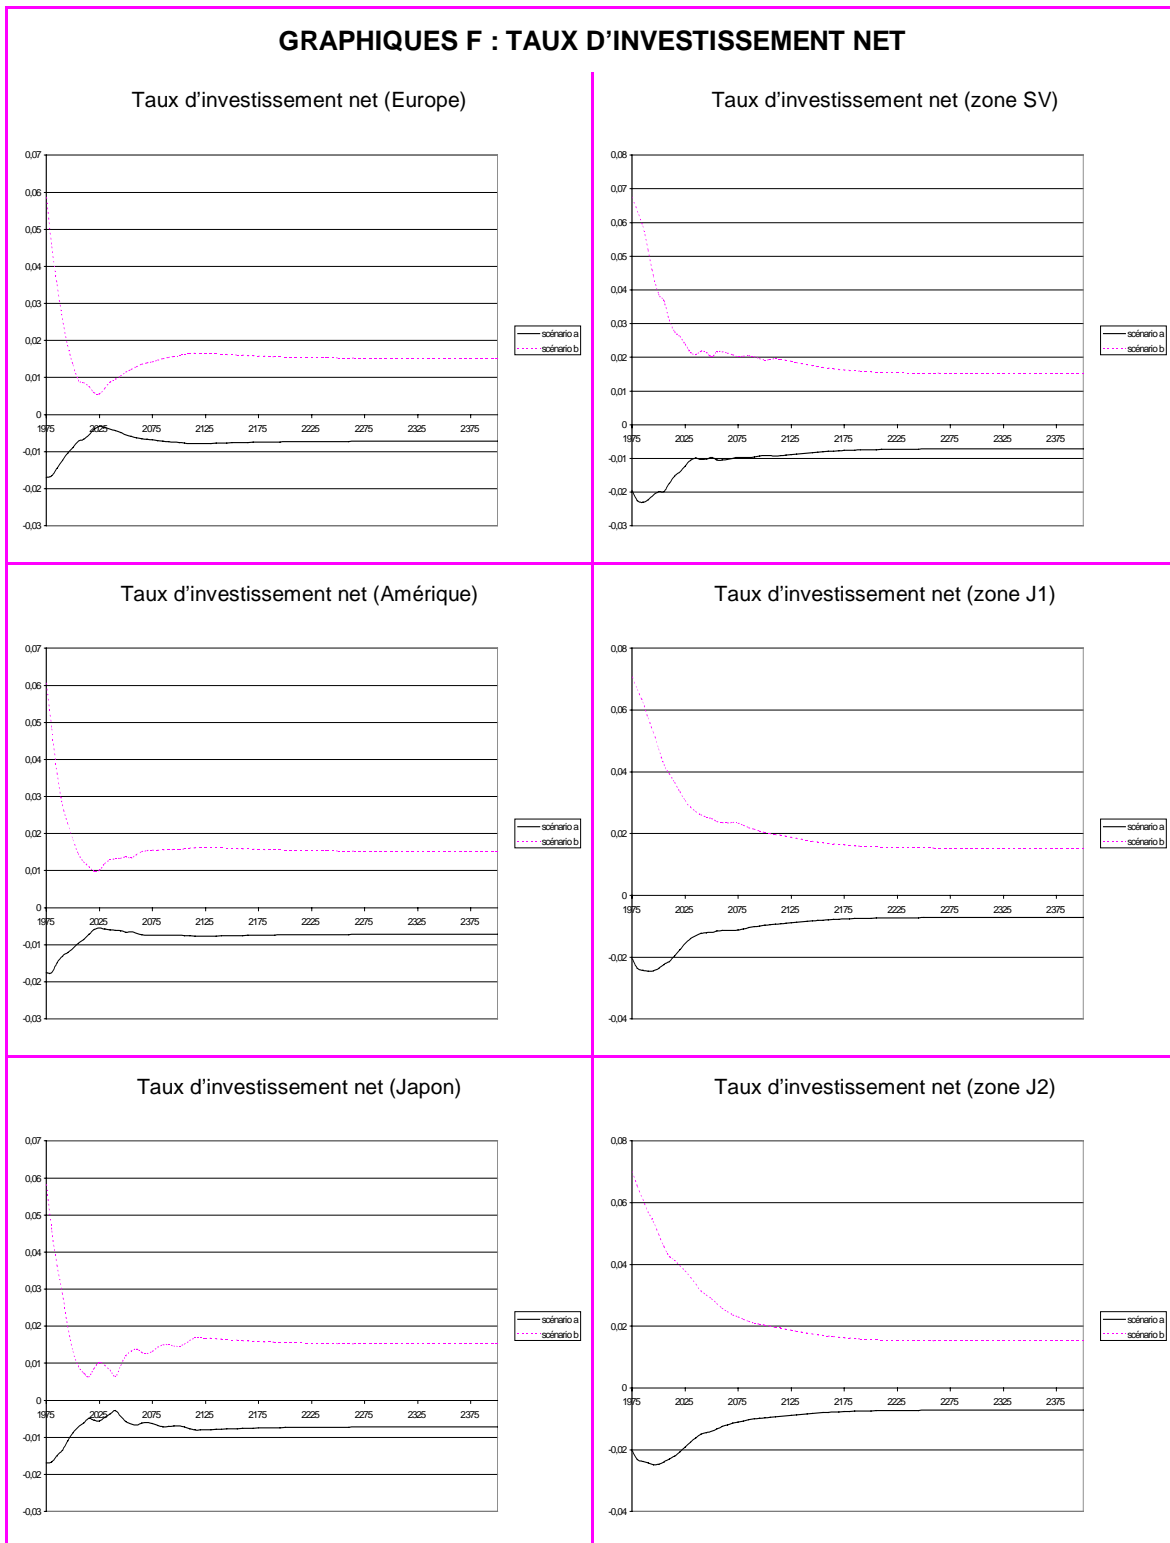 GRAPHIQUES F : TAUX D'INVESTISSEMENT NET
Taux d'investissement net (Europe)
0,07
0,06
0,05
0,04
0,03
0,02
0,01
0
-0,01
-0,02
-0,03
1975 2025 2075 2125 2175 2225 2275 2325 2375
scénario a
scénario b
Taux d'investissement net (zone SV)
0,08
0,07
0,06
0,05
0,04
0,03
0,02
0,01
0
-0,01
-0,02
-0,03
1975 2025 2075 2125 2175 2225 2275 2325 2375
scénario a
scénario b
Taux d'investissement net (Amérique)
0,07
0,06
0,05
0,04
0,03
0,02
0,01
0
-0,01
-0,02
-0,03
1975 2025 2075 2125 2175 2225 2275 2325 2375
scénario a
scénario b
Taux d'investissement net (zone J1)
0,08
0,06
0,04
0,02
0
-0,02
-0,04
1975 2025 2075 2125 2175 2225 2275 2325 2375
scénario a
scénario b
Taux d'investissement net (Japon)
0,07
0,06
0,05
0,04
0,03
0,02
0,01
0
-0,01
-0,02
-0,03
1975 2025 2075 2125 2175 2225 2275 2325 2375
scénario a
scénario b
Taux d'investissement net (zone J2)
0,08
0,06
0,04
0,02
0
-0,02
-0,04
1975 2025 2075 2125 2175 2225 2275 2325 2375
scénario a
scénario b